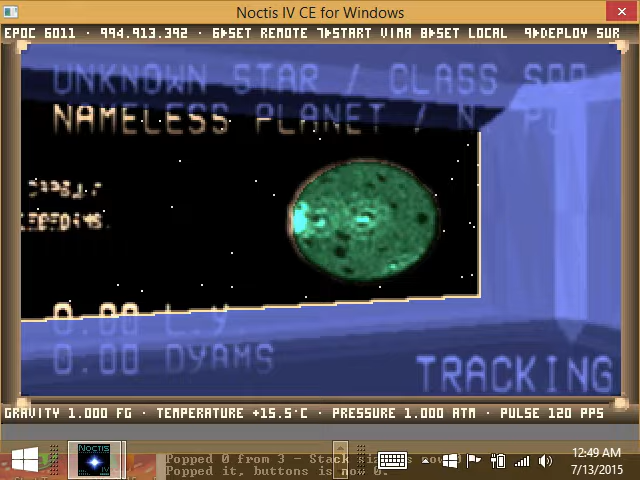 Noctis IV CE for Windows
EPOC 6011 · 994.913.392 · 6▸SET REMOTE 7▸START VIMA 8▸SET LOCAL 9▸DEPLOY SUR
UNKNOWN STAR / CLASS S
NAMELESS PLANET / N. P
0.00 L.Y.
0.00 DYAMS
TRACKING
GRAVITY 1.000 FG · TEMPERATURE +15.5°C · PRESSURE 1.000 ATM · PULSE 120 PPS
NOCTIS IV
Popped 0 from 3 - Stack
Popped it, buttons is now 0.
12:49 AM
7/13/2015